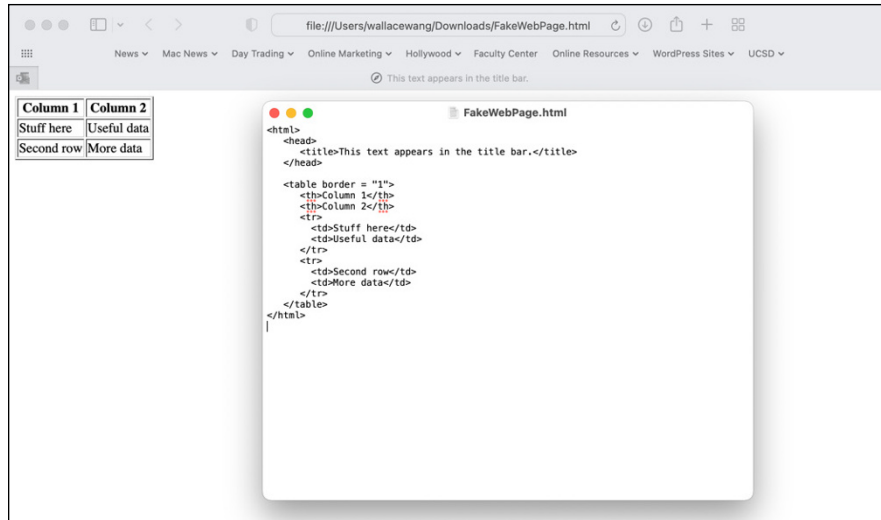 file:///Users/wallacewang/Downloads/FakeWebPage.html
News Mac News Day Trading Online Marketing Hollywood Faculty Center Online Resources WordPress Sites UCSD
This text appears in the title bar.
Column 1 Column 2
Stuff here Useful data
Second row More data
FakeWebPage.html
<html>
<head>
<title>This text appears in the title bar.</title>
</head>
<table border = "1">
<th>Column 1</th>
<th>Column 2</th>
<tr>
<td>Stuff here</td>
<td>Useful data</td>
</tr>
<tr>
<td>Second row</td>
<td>More data</td>
</tr>
</table>
</html>